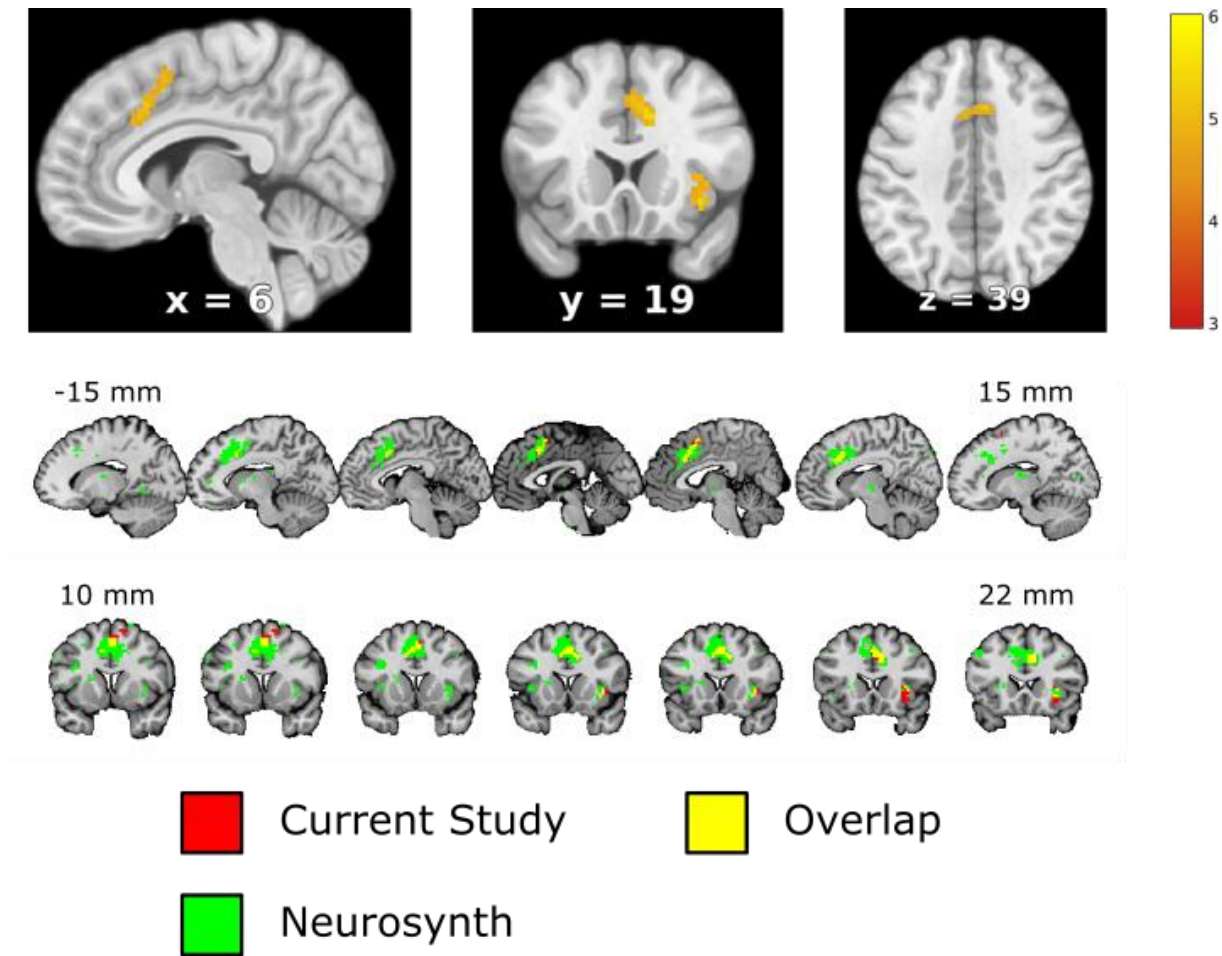 6
5
4
3
x = 6
y = 19
z = 39
-15 mm
15 mm
10 mm
22 mm
Current Study
Overlap
Neurosynth